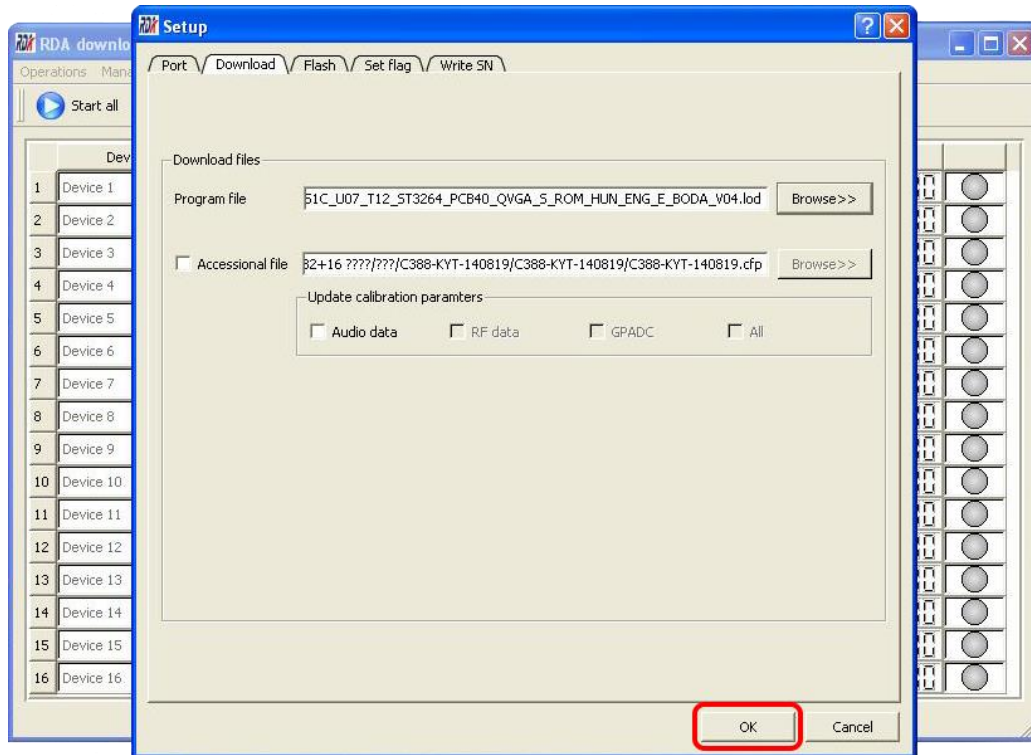 RDA Setup
RDA RDA downlo
Operations Mana
Start all
Port Download Flash Set flag Write SN
Dev
Download files
Program file 51C_U07_T12_ST3264_PCB40_QVGA_S_ROM_HUN_ENG_E_BODA_V04.lod Browse>>
Accessional file 32+16 ????/???/C388-KYT-140819/C388-KYT-140819/C388-KYT-140819.cfp Browse>>
Update calibration paramters
Audio data RF data GPADC All
1 Device 1
2 Device 2
3 Device 3
4 Device 4
5 Device 5
6 Device 6
7 Device 7
8 Device 8
9 Device 9
10 Device 10
11 Device 11
12 Device 12
13 Device 13
14 Device 14
15 Device 15
16 Device 16
OK Cancel